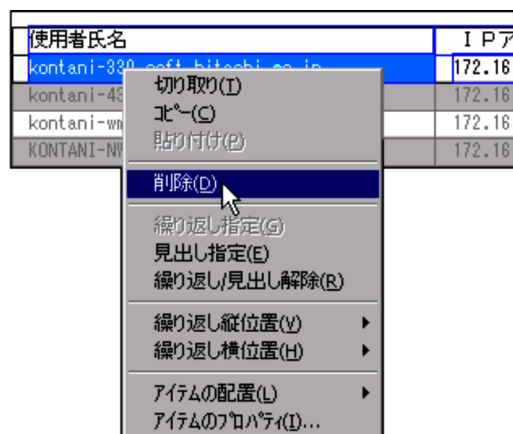 使用者氏名
ＩＰア
kontani-330.soft.hitachi.co.jp
172.16
kontani-43
172.16
kontani-wm
172.16
KONTANI-NW
172.16
切り取り(T)
ｺﾋﾟｰ(C)
貼り付け(P)
削除(D)
繰り返し指定(G)
見出し指定(E)
繰り返し/見出し解除(R)
繰り返し縦位置(V)
繰り返し横位置(H)
ｱｲﾃﾑの配置(L)
ｱｲﾃﾑのﾌﾟﾛﾊﾟﾃｨ(I)...